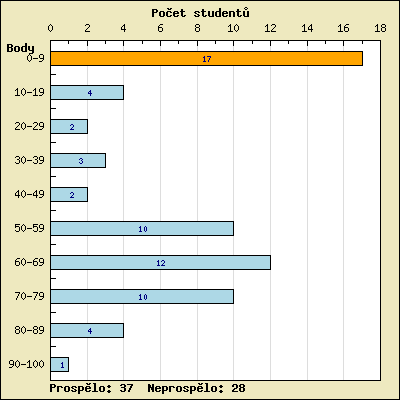 Počet studentů
0 2 4 6 8 10 12 14 16 18
Body
0-9 17
10-19 4
20-29 2
30-39 3
40-49 2
50-59 10
60-69 12
70-79 10
80-89 4
90-100 1
Prospělo: 37 Neprospělo: 28